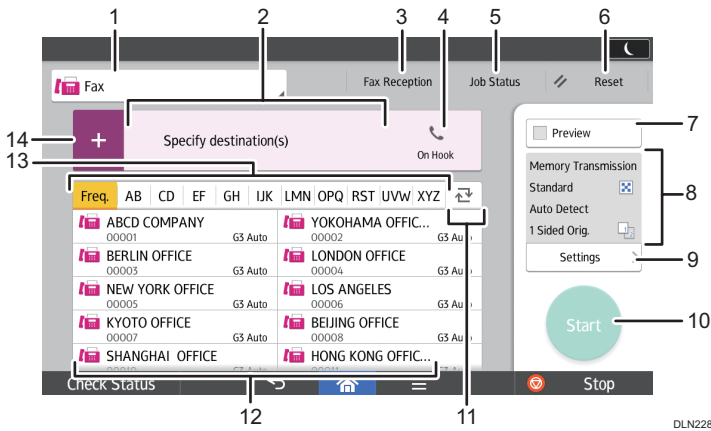 1 2 3 4 5 6
Fax Fax Reception Job Status Reset
14 + Specify destination(s) On Hook
7 Preview
13
Freq. AB CD EF GH IJK LMN OPQ RST UVW XYZ
Memory Transmission
Standard
Auto Detect
1 Sided Orig.
8
Settings 9
ABCD COMPANY YOKOHAMA OFFIC...
00001 G3 Auto 00002 G3 Auto
BERLIN OFFICE LONDON OFFICE
00003 G3 Auto 00004 G3 Auto
NEW YORK OFFICE LOS ANGELES
00005 G3 Auto 00006 G3 Auto
KYOTO OFFICE BEIJING OFFICE
00007 G3 Auto 00008 G3 Au
SHANGHAI OFFICE HONG KONG OFFIC...
Start 10
Check Status Stop
12 11
DLN228